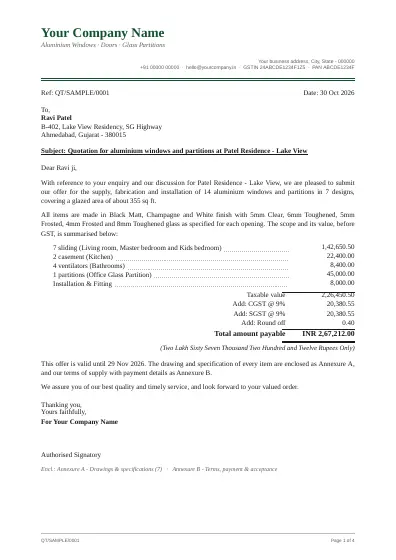 Your Company Name
Aluminium Windows · Doors · Glass Partitions
Your business address, City, State - 000000
+91 00000 00000 · hello@yourcompany.in · GSTIN 24ABCDE1234F1Z5 · PAN ABCDE1234F
Ref: QT/SAMPLE/0001 Date: 30 Oct 2026
To,
Ravi Patel
B-402, Lake View Residency, SG Highway
Ahmedabad, Gujarat - 380015
Subject: Quotation for aluminium windows and partitions at Patel Residence - Lake View
Dear Ravi ji,
With reference to your enquiry and our discussion for Patel Residence - Lake View, we are pleased to submit
our offer for the supply, fabrication and installation of 14 aluminium windows and partitions in 7 designs,
covering a glazed area of about 355 sq ft.
All items are made in Black Matt, Champagne and White finish with 5mm Clear, 6mm Toughened, 5mm
Frosted, 4mm Frosted and 8mm Toughened glass as specified for each opening. The scope and its value, before
GST, is summarised below:
7 sliding (Living room, Master bedroom and Kids bedroom) 1,42,650.50
2 casement (Kitchen) 22,400.00
4 ventilators (Bathrooms) 8,400.00
1 partitions (Office Glass Partition) 45,000.00
Installation & Fitting 8,000.00
Taxable value 2,26,450.50
Add: CGST @ 9% 20,380.55
Add: SGST @ 9% 20,380.55
Add: Round off 0.40
Total amount payable INR 2,67,212.00
(Two Lakh Sixty Seven Thousand Two Hundred and Twelve Rupees Only)
This offer is valid until 29 Nov 2026. The drawing and specification of every item are enclosed as Annexure A,
and our terms of supply with payment details as Annexure B.
We assure you of our best quality and timely service, and look forward to your valued order.
Thanking you,
Yours faithfully,
For Your Company Name
Authorised Signatory
Encl.: Annexure A - Drawings & specifications (7) · Annexure B - Terms, payment & acceptance
QT/SAMPLE/0001 Page 1 of 4